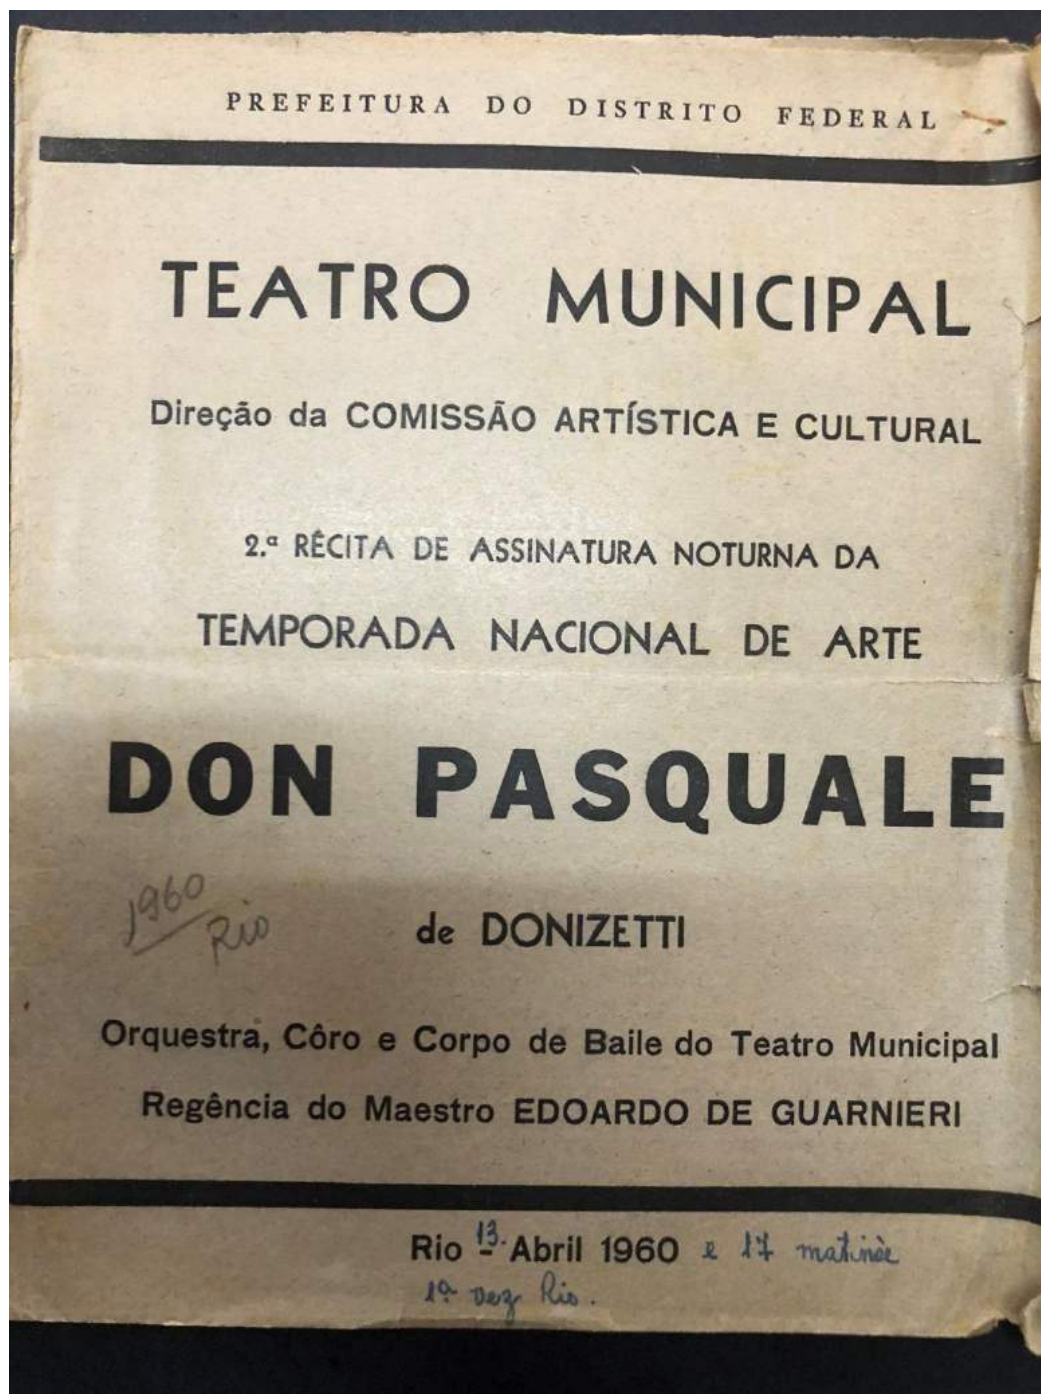 PREFEITURA DO DISTRITO FEDERAL
TEATRO MUNICIPAL
Direção da COMISSÃO ARTÍSTICA E CULTURAL
2.ª RÉCITA DE ASSINATURA NOTURNA DA
TEMPORADA NACIONAL DE ARTE
DON PASQUALE
1960
Rio
de DONIZETTI
Orquestra, Côro e Corpo de Baile do Teatro Municipal
Regência do Maestro EDOARDO DE GUARNIERI
Rio - 13. Abril 1960 e 17 matinèe
1ª vez Rio.